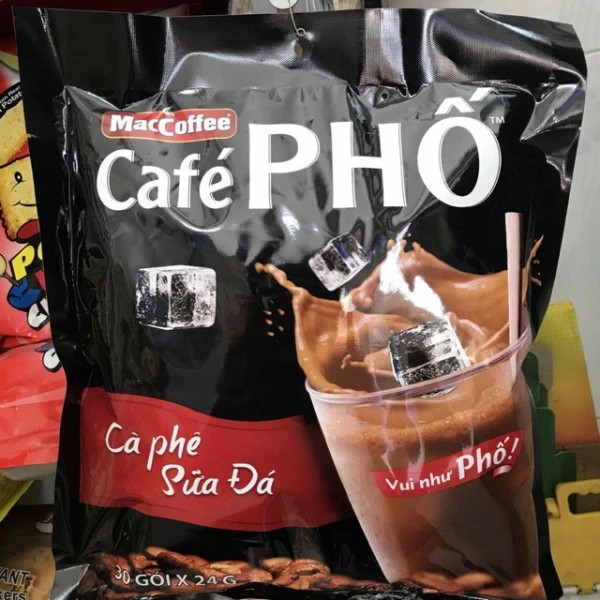 MacCoffee
Café PHỐ™
Cà phê
Sữa Đá
Vui như Phố!
30 GÓI X 24 G